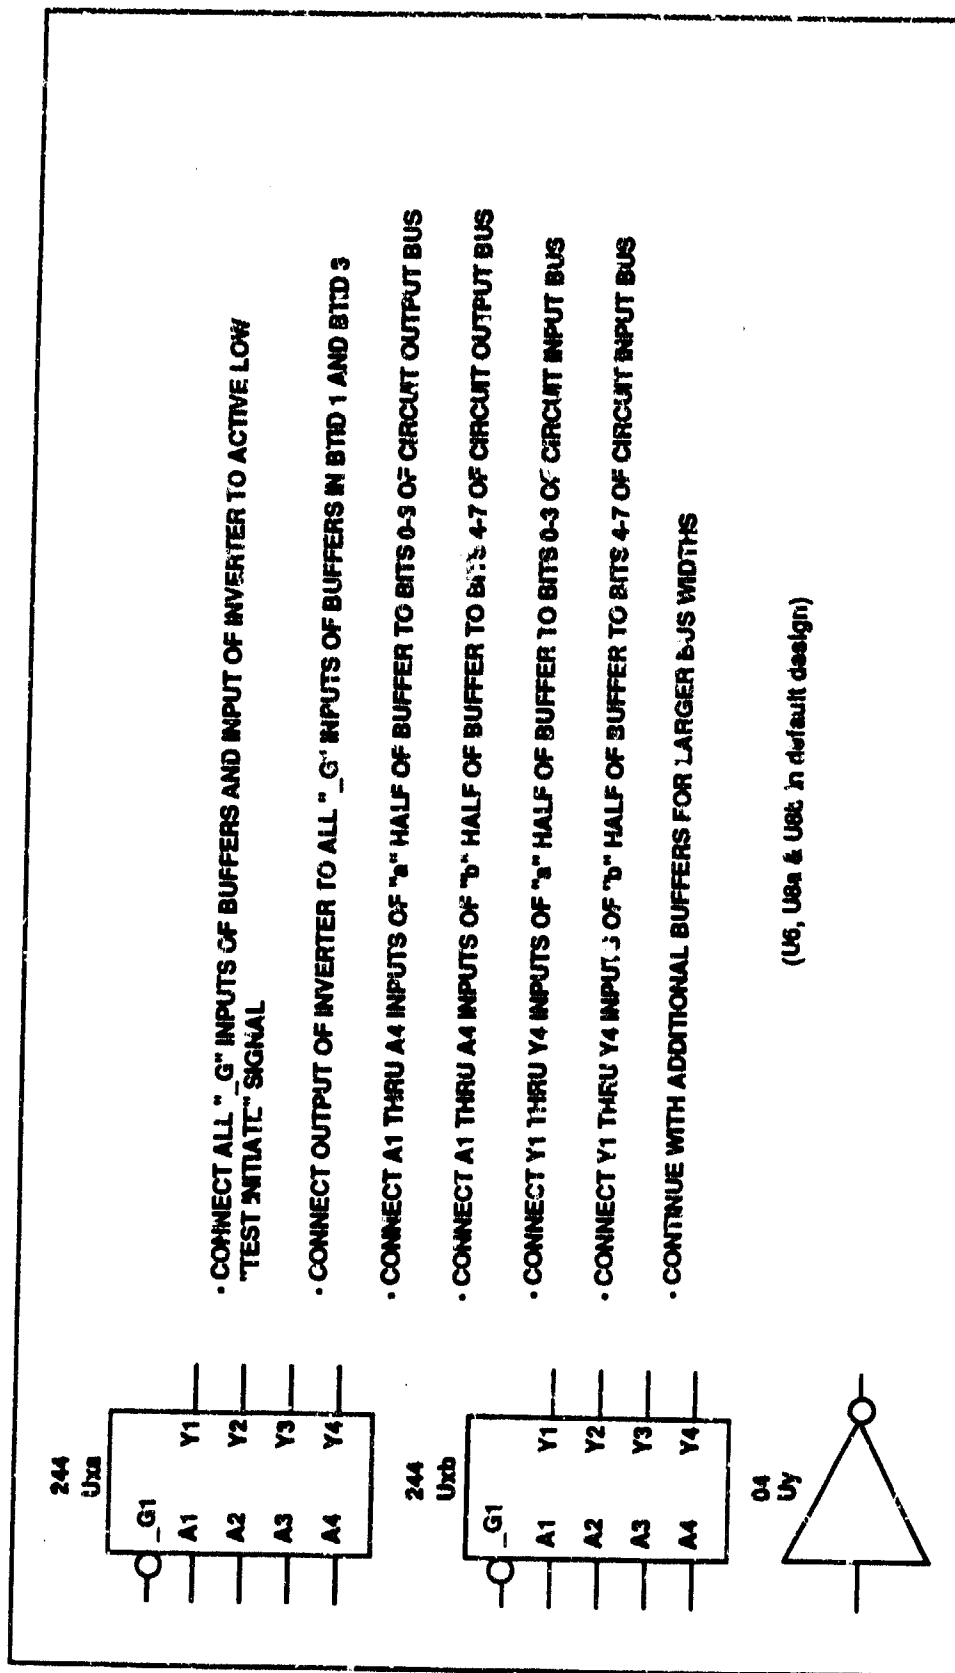 244
Uxa
_G1
A1 Y1
A2 Y2
A3 Y3
A4 Y4
244
Uxb
_G1
A1 Y1
A2 Y2
A3 Y3
A4 Y4
04
Uy
• CONNECT ALL "_G" INPUTS OF BUFFERS AND INPUT OF INVERTER TO ACTIVE LOW
"TEST INITIATE" SIGNAL
• CONNECT OUTPUT OF INVERTER TO ALL "_G" INPUTS OF BUFFERS IN BTID 1 AND BTID 3
• CONNECT A1 THRU A4 INPUTS OF "a" HALF OF BUFFER TO BITS 0-3 OF CIRCUIT OUTPUT BUS
• CONNECT A1 THRU A4 INPUTS OF "b" HALF OF BUFFER TO BITS 4-7 OF CIRCUIT OUTPUT BUS
• CONNECT Y1 THRU Y4 INPUTS OF "a" HALF OF BUFFER TO BITS 0-3 OF CIRCUIT INPUT BUS
• CONNECT Y1 THRU Y4 INPUTS OF "b" HALF OF BUFFER TO BITS 4-7 OF CIRCUIT INPUT BUS
• CONTINUE WITH ADDITIONAL BUFFERS FOR LARGER BUS WIDTHS
(U6, U8a & U8b in default design)